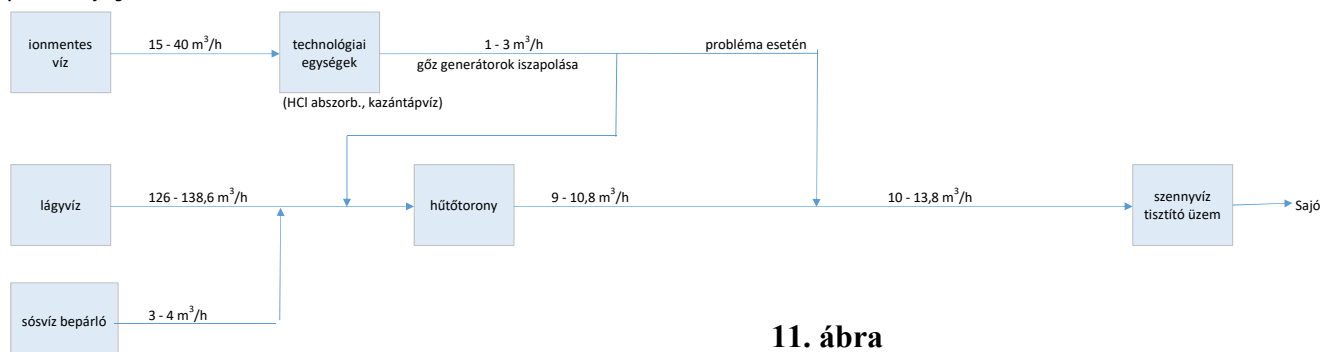 ionmentes
víz
15 - 40 m³/h
technológiai
egységek
1 - 3 m³/h
gőz generátorok iszapolása
probléma esetén
(HCl abszorb., kazántápvíz)
lágyvíz
126 - 138,6 m³/h
hűtőtorony
9 - 10,8 m³/h
10 - 13,8 m³/h
szennyvíz
tisztító üzem
Sajó
sósvíz bepárló
3 - 4 m³/h
11. ábra